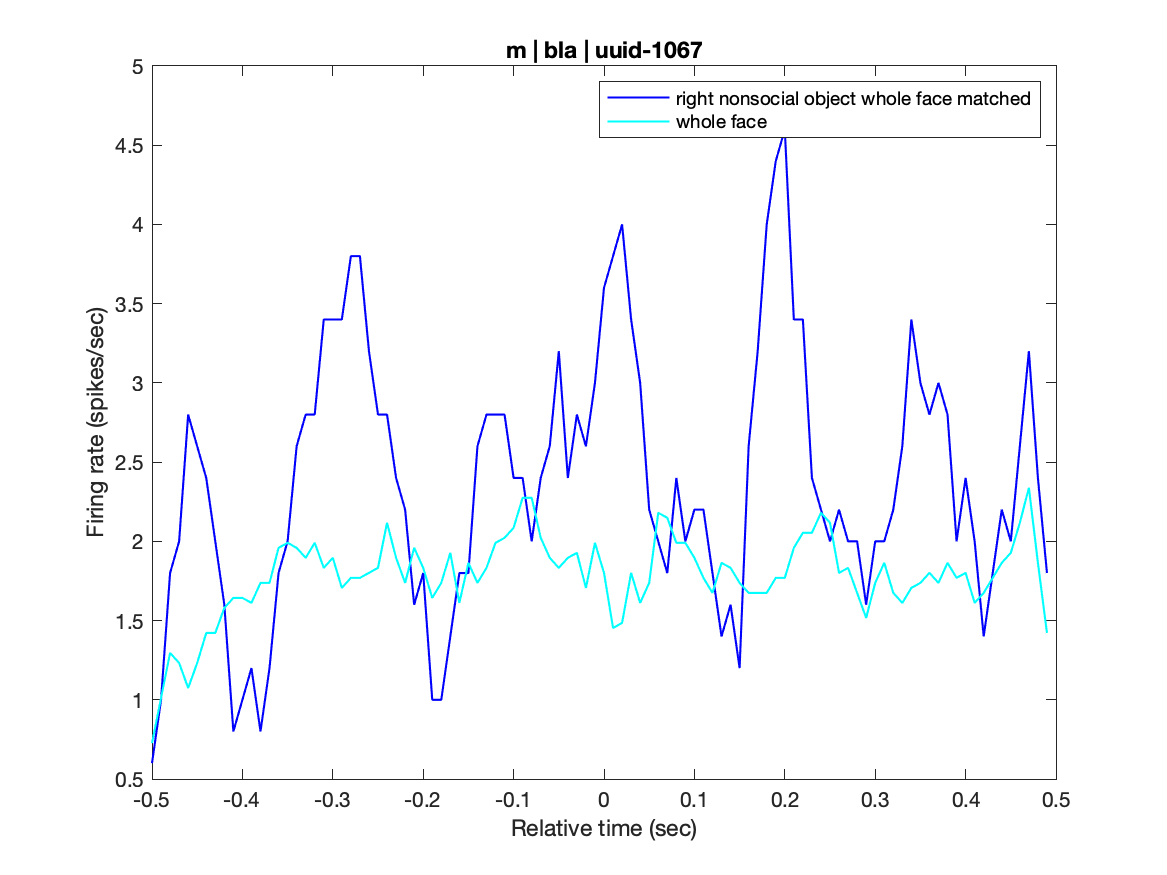 m | bla | uuid-1067
right nonsocial object whole face matched
whole face
Firing rate (spikes/sec)
5
4.5
4
3.5
3
2.5
2
1.5
1
0.5
-0.5 -0.4 -0.3 -0.2 -0.1 0 0.1 0.2 0.3 0.4 0.5
Relative time (sec)